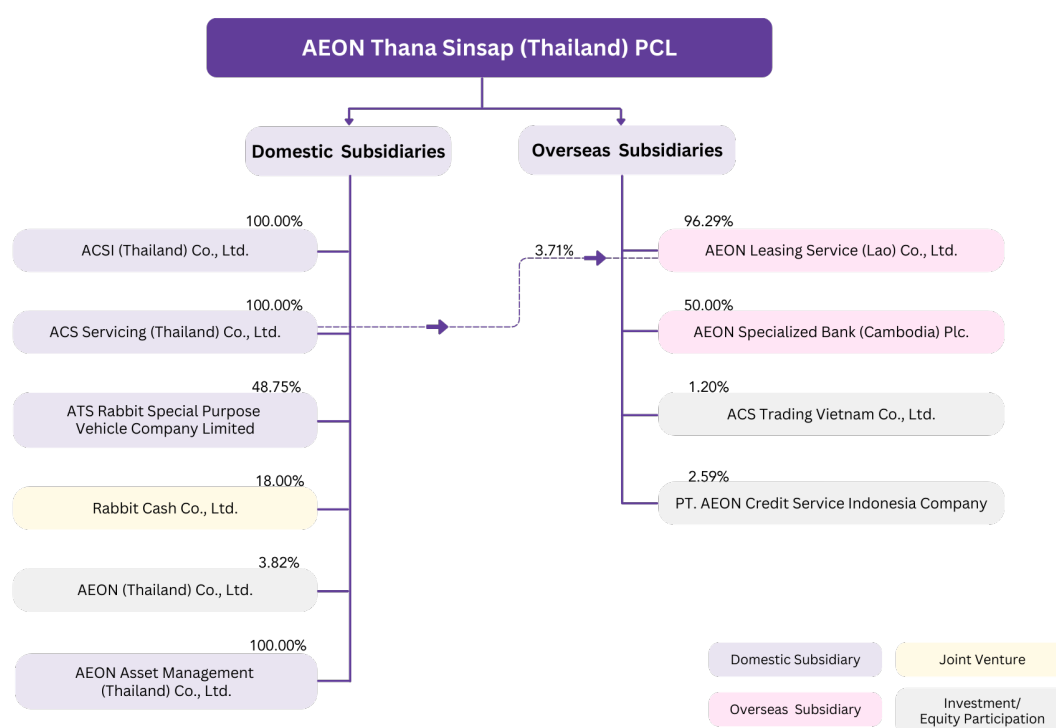 AEON Thana Sinsap (Thailand) PCL
Domestic Subsidiaries
Overseas Subsidiaries
100.00%
ACSI (Thailand) Co., Ltd.
100.00%
ACS Servicing (Thailand) Co., Ltd.
48.75%
ATS Rabbit Special Purpose
Vehicle Company Limited
18.00%
Rabbit Cash Co., Ltd.
3.82%
AEON (Thailand) Co., Ltd.
100.00%
AEON Asset Management
(Thailand) Co., Ltd.
3.71%
96.29%
AEON Leasing Service (Lao) Co., Ltd.
50.00%
AEON Specialized Bank (Cambodia) Plc.
1.20%
ACS Trading Vietnam Co., Ltd.
2.59%
PT. AEON Credit Service Indonesia Company
Domestic Subsidiary
Joint Venture
Overseas Subsidiary
Investment/
Equity Participation